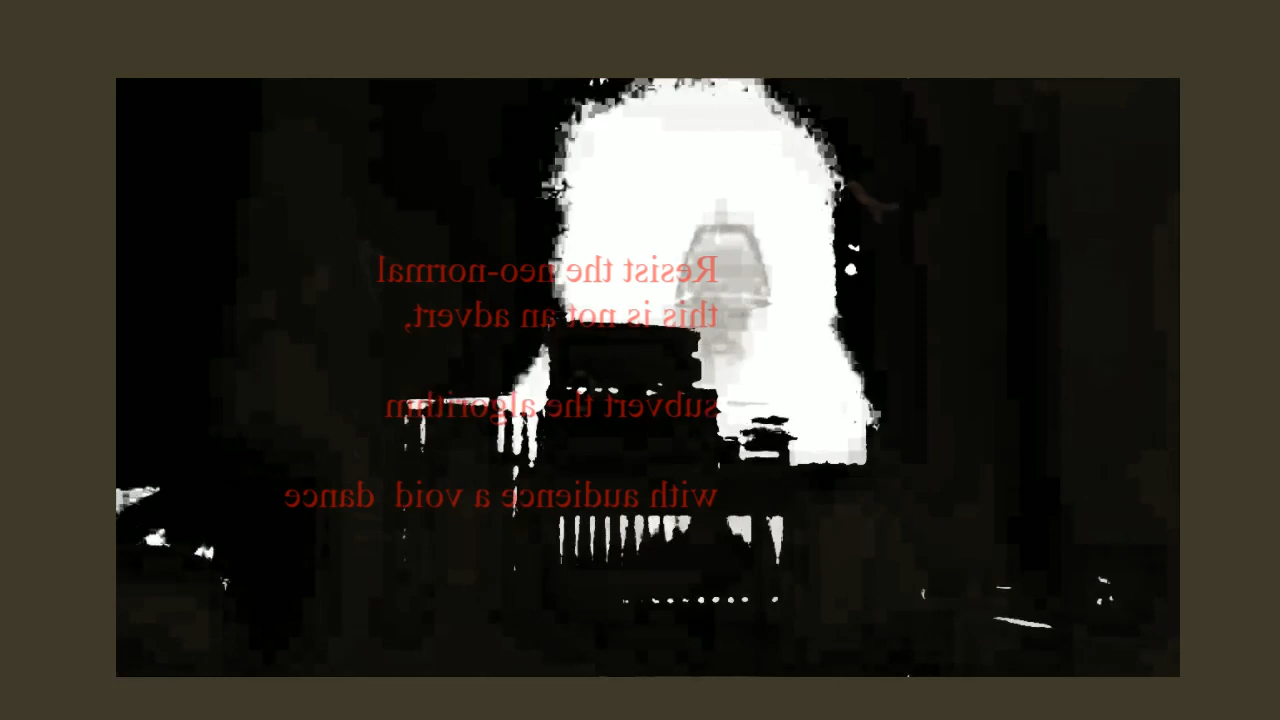 Resist the neo-normal
this is not an advert,
subvert the algorithm
with audience a void dance